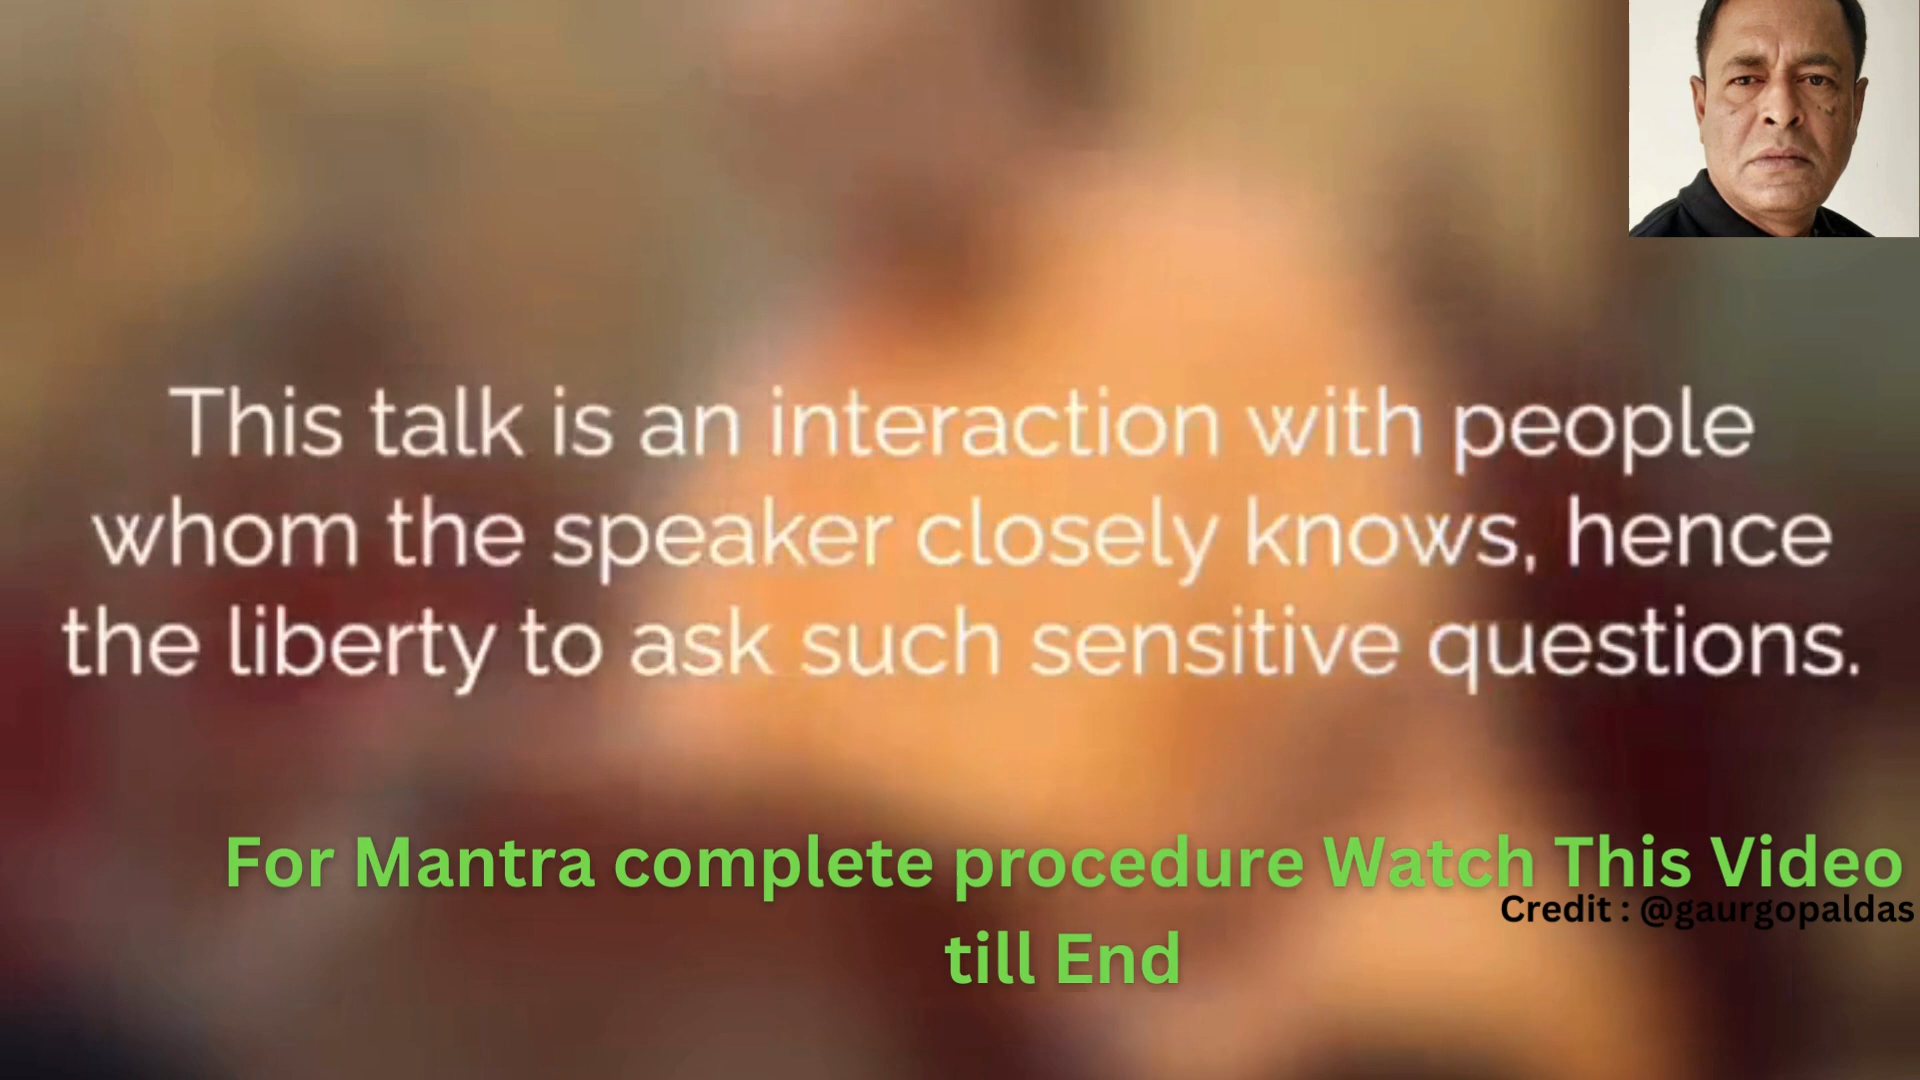 This talk is an interaction with people
whom the speaker closely knows, hence
the liberty to ask such sensitive questions.
For Mantra complete procedure Watch This Video
Credit : @gaurgopaldas
till End